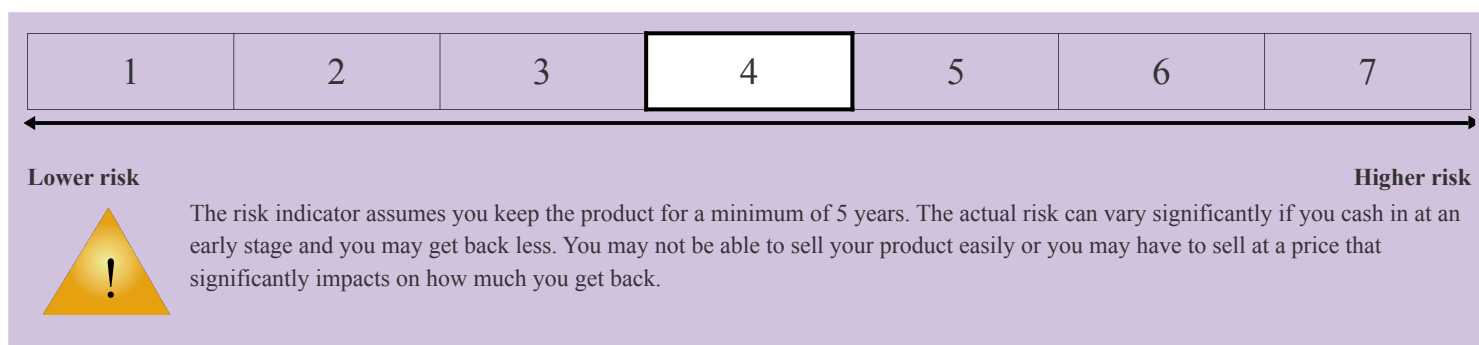 1 2 3 4 5 6 7
Lower risk Higher risk
The risk indicator assumes you keep the product for a minimum of 5 years. The actual risk can vary significantly if you cash in at an
early stage and you may get back less. You may not be able to sell your product easily or you may have to sell at a price that
significantly impacts on how much you get back.
!